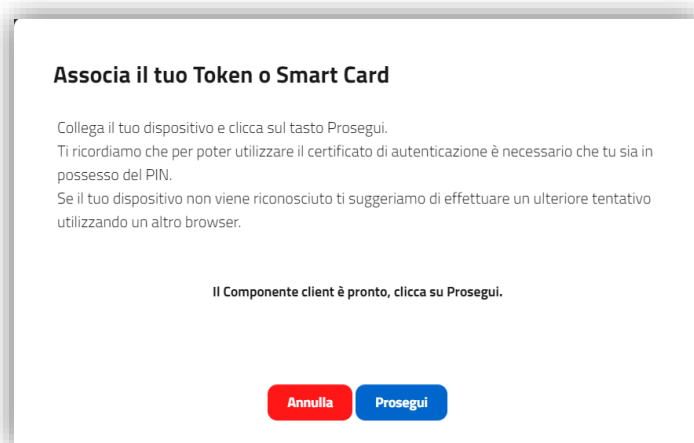 Associa il tuo Token o Smart Card
Collega il tuo dispositivo e clicca sul tasto Prosegui.
Ti ricordiamo che per poter utilizzare il certificato di autenticazione è necessario che tu sia in
possesso del PIN.
Se il tuo dispositivo non viene riconosciuto ti suggeriamo di effettuare un ulteriore tentativo
utilizzando un altro browser.
Il Componente client è pronto, clicca su Prosegui.
Annulla Prosegui